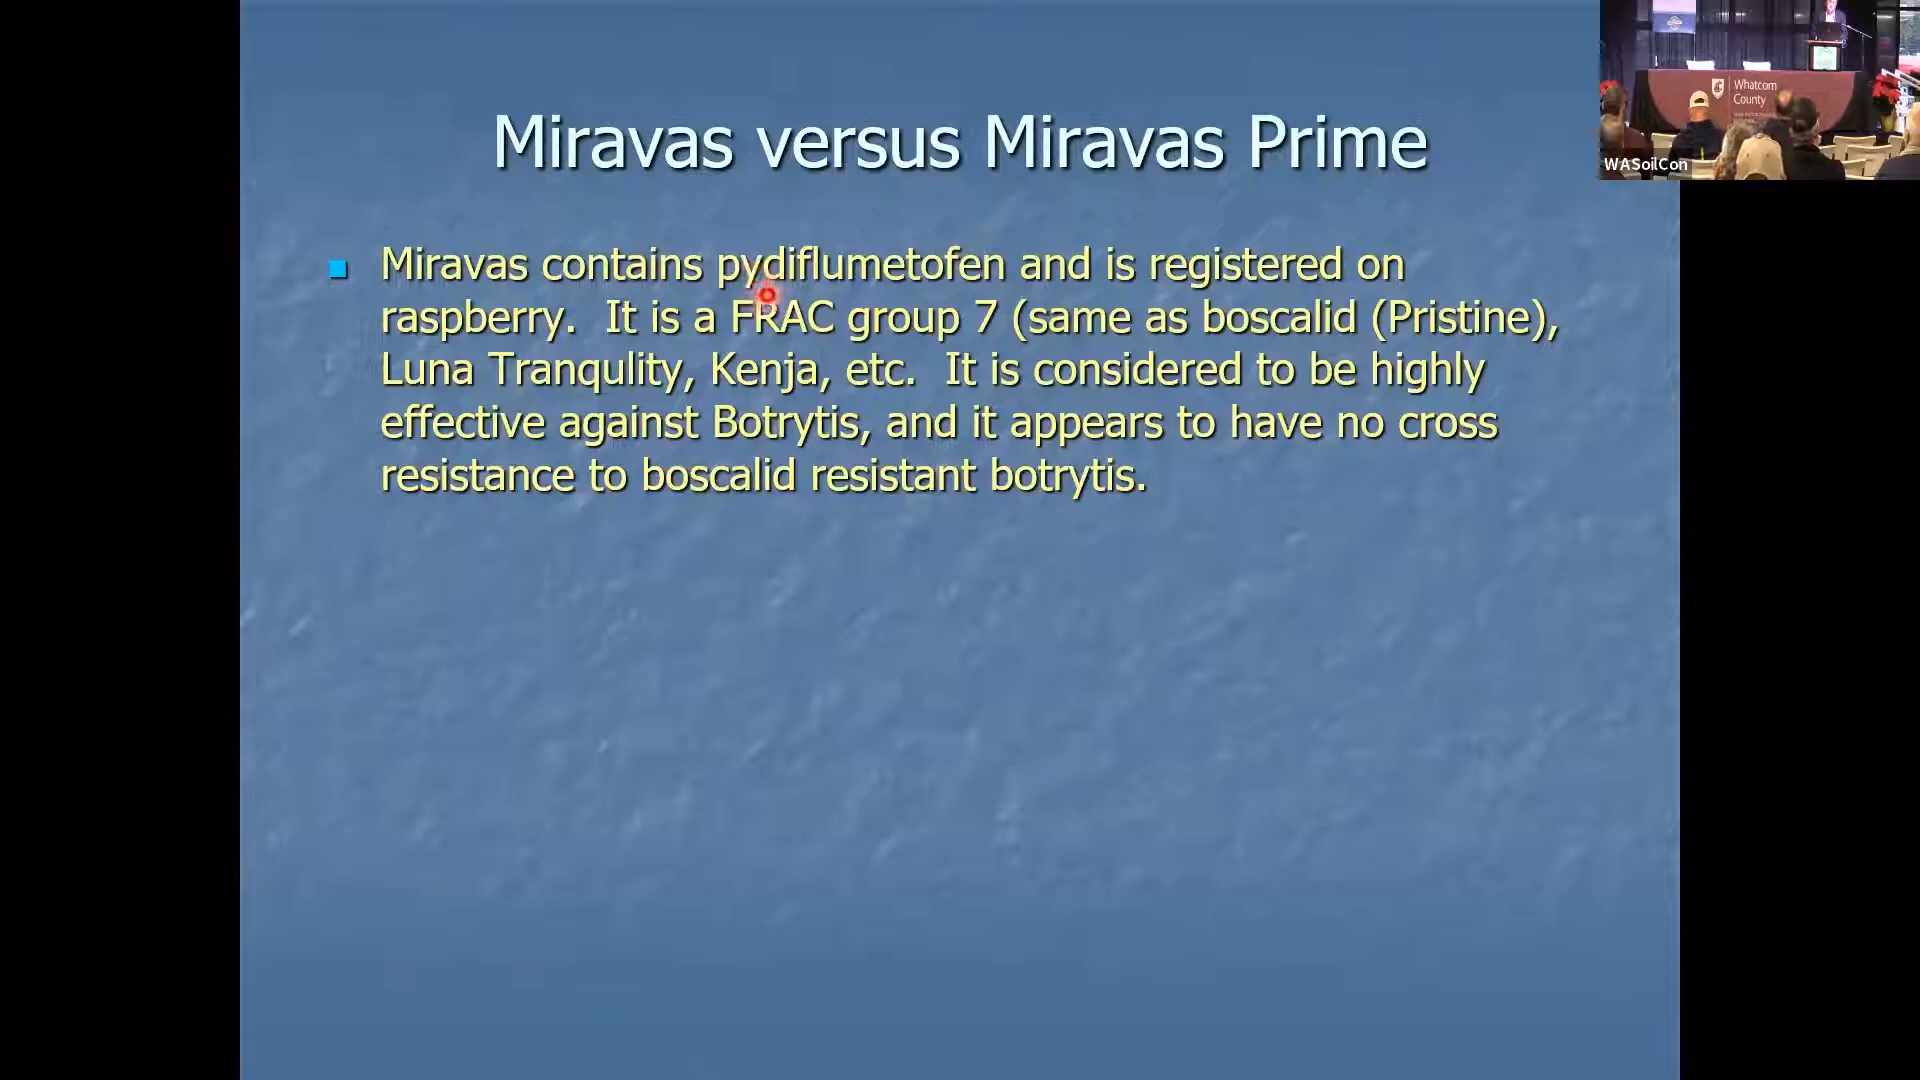 Miravas versus Miravas Prime
Miravas contains pydiflumetofen and is registered on
raspberry. It is a FRAC group 7 (same as boscalid (Pristine),
Luna Tranqulity, Kenja, etc. It is considered to be highly
effective against Botrytis, and it appears to have no cross
resistance to boscalid resistant botrytis.
Whatcom
County
WASoilCon